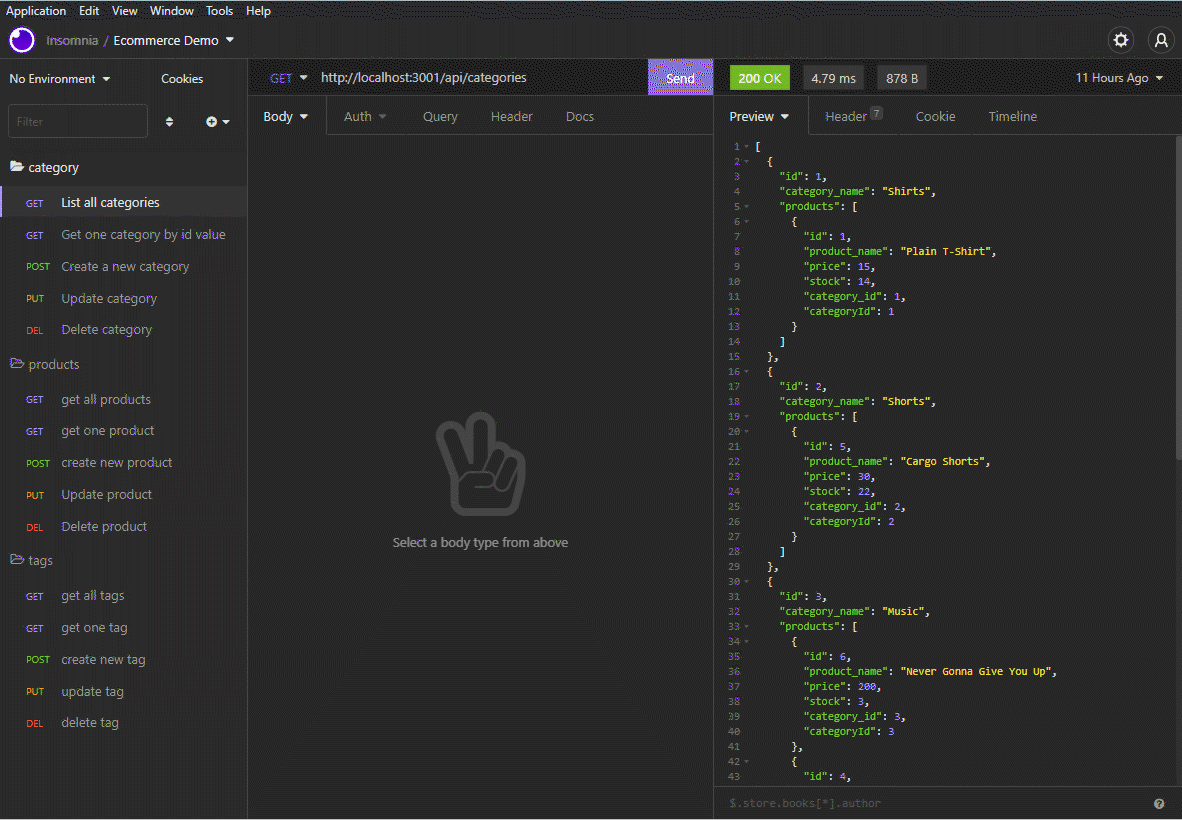 Application Edit View Window Tools Help
Insomnia / Ecommerce Demo
No Environment Cookies
Filter
category
GET List all categories
GET Get one category by id value
POST Create a new category
PUT Update category
DEL Delete category
products
GET get all products
GET get one product
POST create new product
PUT Update product
DEL Delete product
tags
GET get all tags
GET get one tag
POST create new tag
PUT update tag
DEL delete tag
GET http://localhost:3001/api/categories Send
Body Auth Query Header Docs
Select a body type from above
200 OK 4.79 ms 878 B 11 Hours Ago
Preview Header 7 Cookie Timeline
1 [
2 {
3 "id": 1,
4 "category_name": "Shirts",
5 "products": [
6 {
7 "id": 1,
8 "product_name": "Plain T-Shirt",
9 "price": 15,
10 "stock": 14,
11 "category_id": 1,
12 "categoryId": 1
13 }
14 ]
15 },
16 {
17 "id": 2,
18 "category_name": "Shorts",
19 "products": [
20 {
21 "id": 5,
22 "product_name": "Cargo Shorts",
23 "price": 30,
24 "stock": 22,
25 "category_id": 2,
26 "categoryId": 2
27 }
28 ]
29 },
30 {
31 "id": 3,
32 "category_name": "Music",
33 "products": [
34 {
35 "id": 6,
36 "product_name": "Never Gonna Give You Up",
37 "price": 200,
38 "stock": 3,
39 "category_id": 3,
40 "categoryId": 3
41 },
42 {
43 "id": 4,
$.store.books[*].author